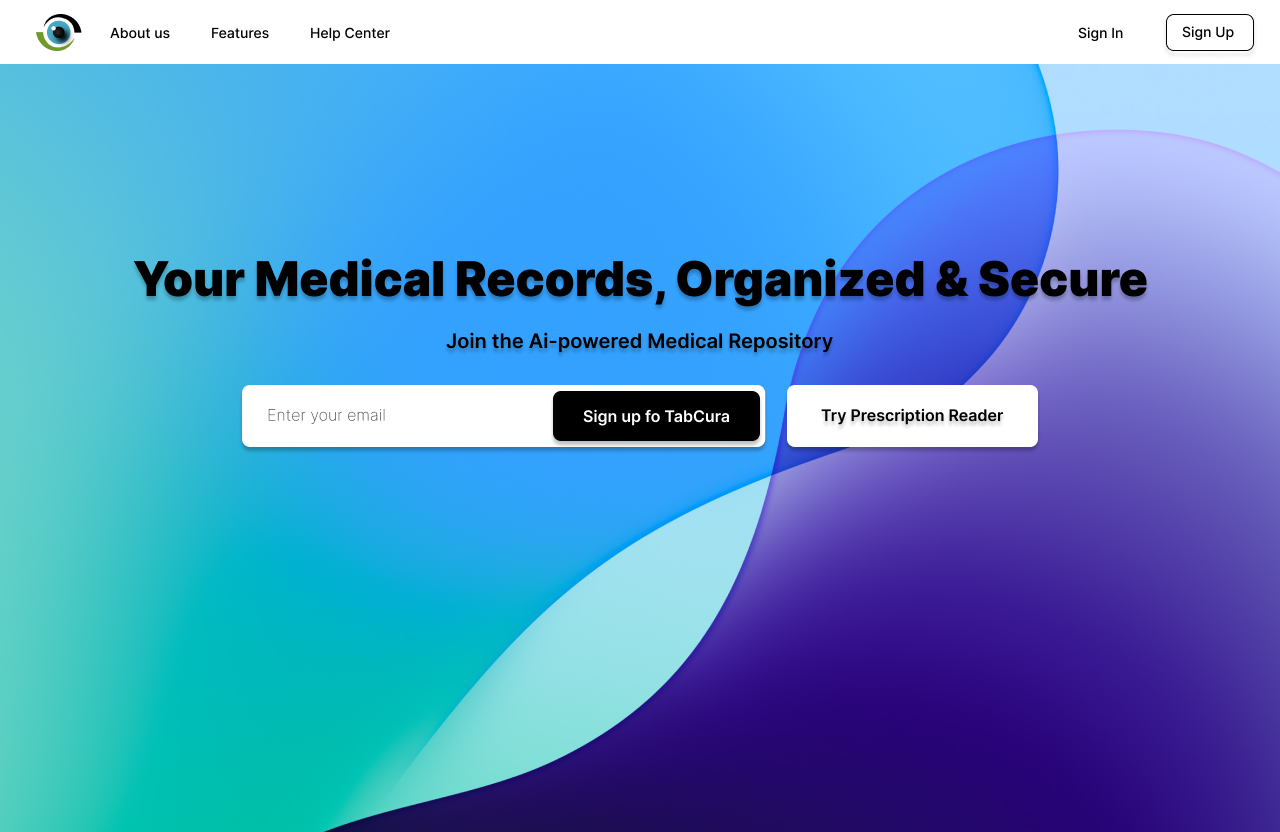 About us
Features
Help Center
Sign In
Sign Up
Your Medical Records, Organized & Secure
Join the Ai-powered Medical Repository
Enter your email
Sign up fo TabCura
Try Prescription Reader